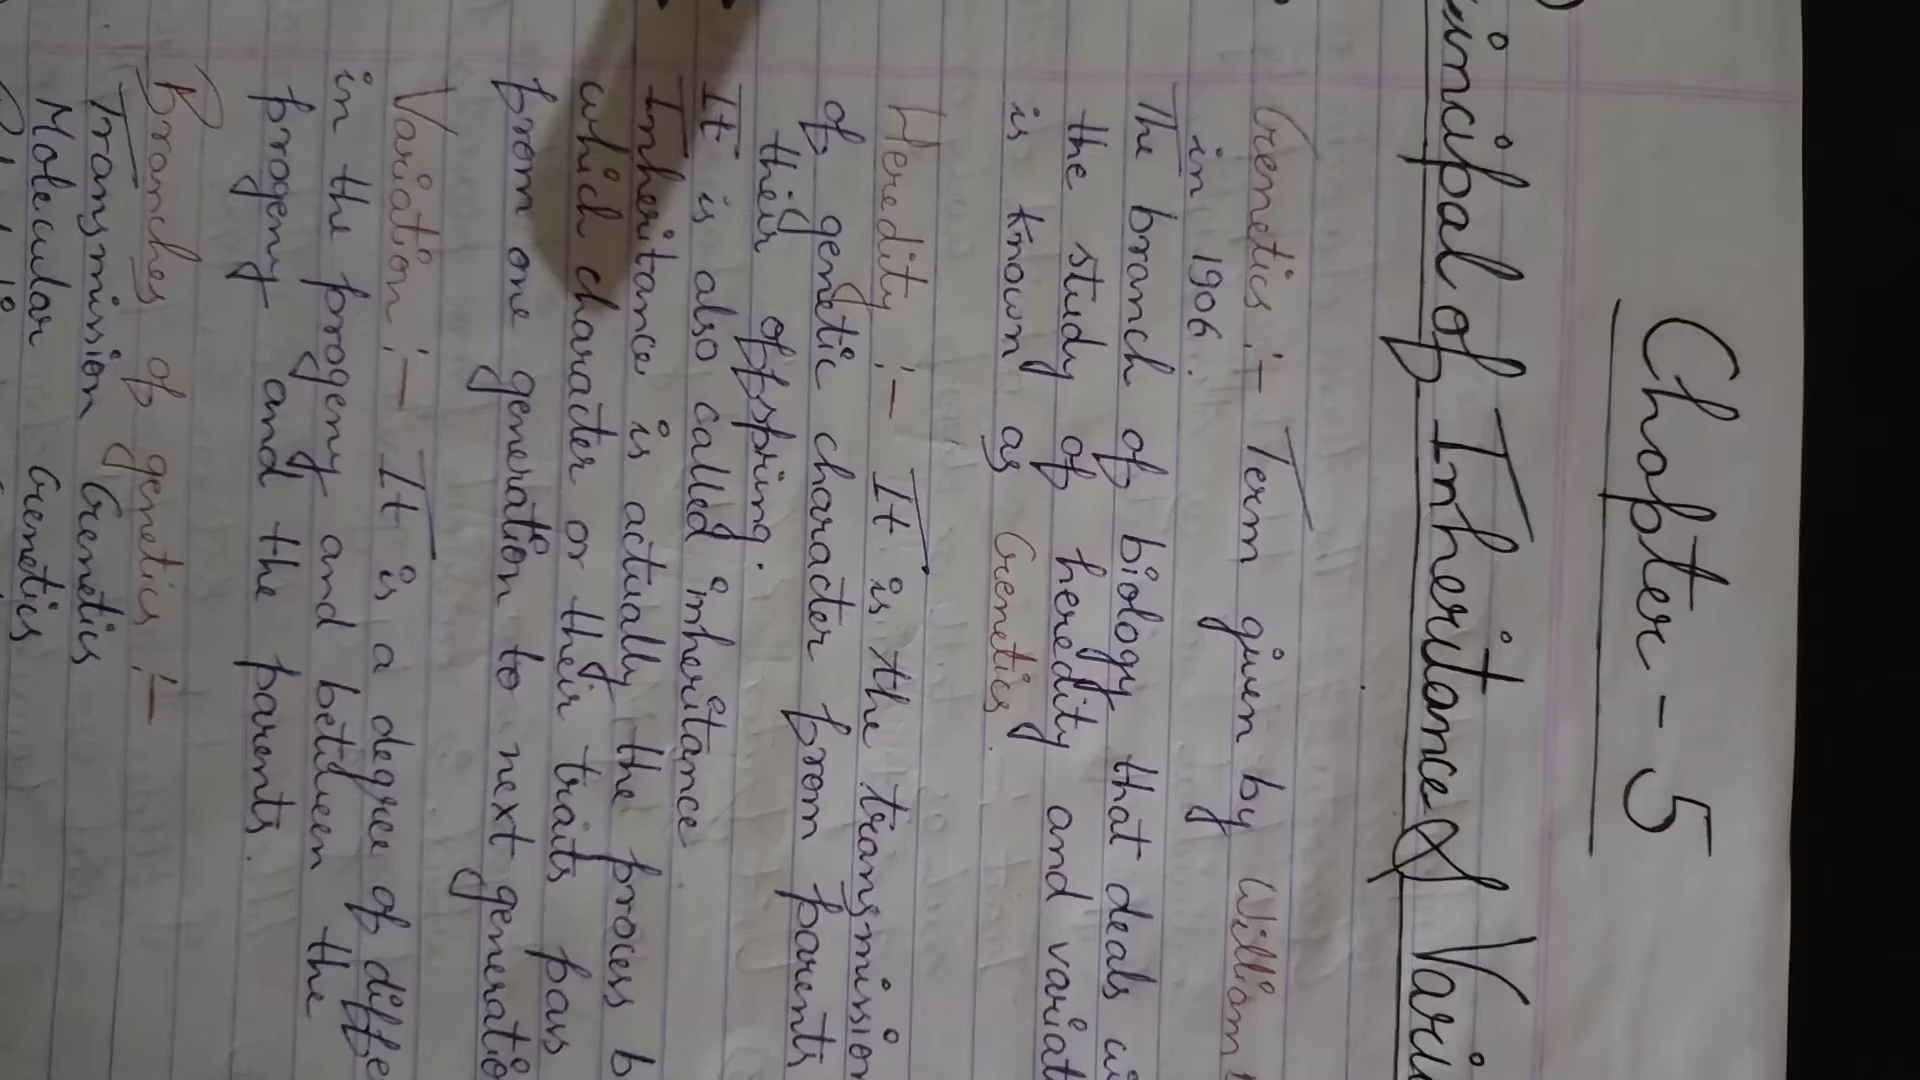 Chapter - 5
incipal of Inheritance & Vari
Genetics :- Term given by William
in 1906.
The branch of biology that deals wi
the study of heredity and variat
is known as Genetics.
Heredity :- It is the transmission
of genetic character from parents
their offspring.
It is also called inheritance
Inheritance is actually the process b
which character or their traits pass
from one generation to next generatio
Variation :- It is a degree of diffe
in the progeny and between the
progeny and the parents.
Branches of genetics :-
Transmission Genetics
Molecular Genetics